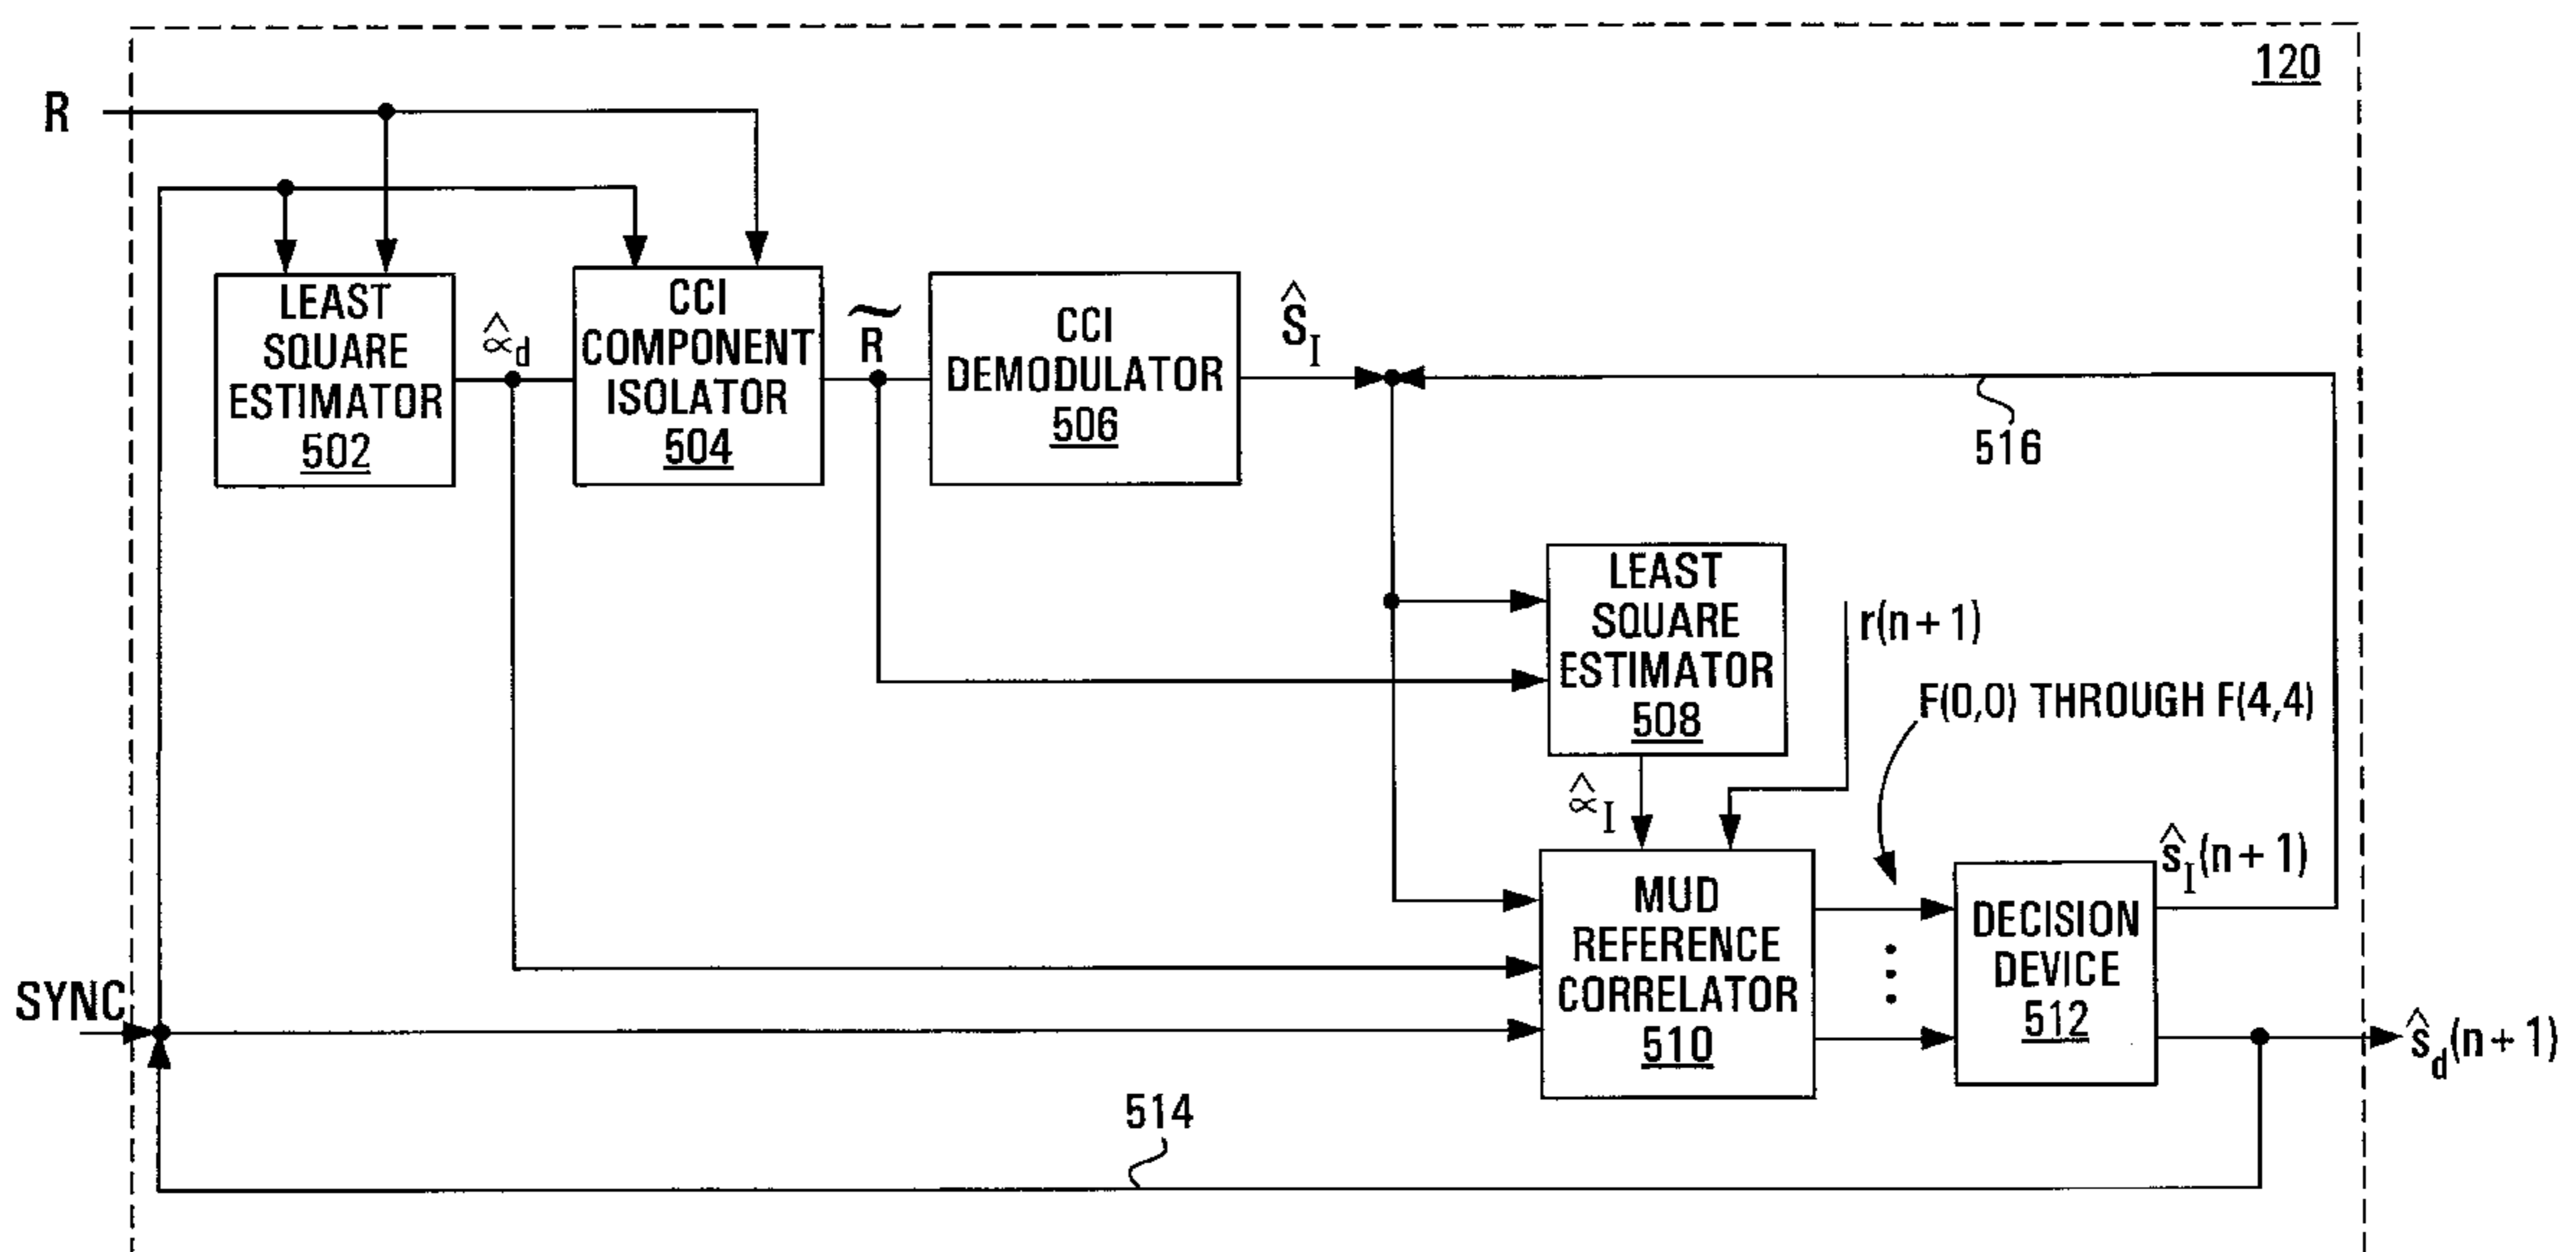 120
R
LEAST
SQUARE
ESTIMATOR
502
α̂d
CCI
COMPONENT
ISOLATOR
504
R̃
CCI
DEMODULATOR
506
ŜI
516
LEAST
SQUARE
ESTIMATOR
508
r(n+1)
F(0,0) THROUGH F(4,4)
α̂I
MUD
REFERENCE
CORRELATOR
510
ŝI(n+1)
DECISION
DEVICE
512
SYNC
ŝd(n+1)
514